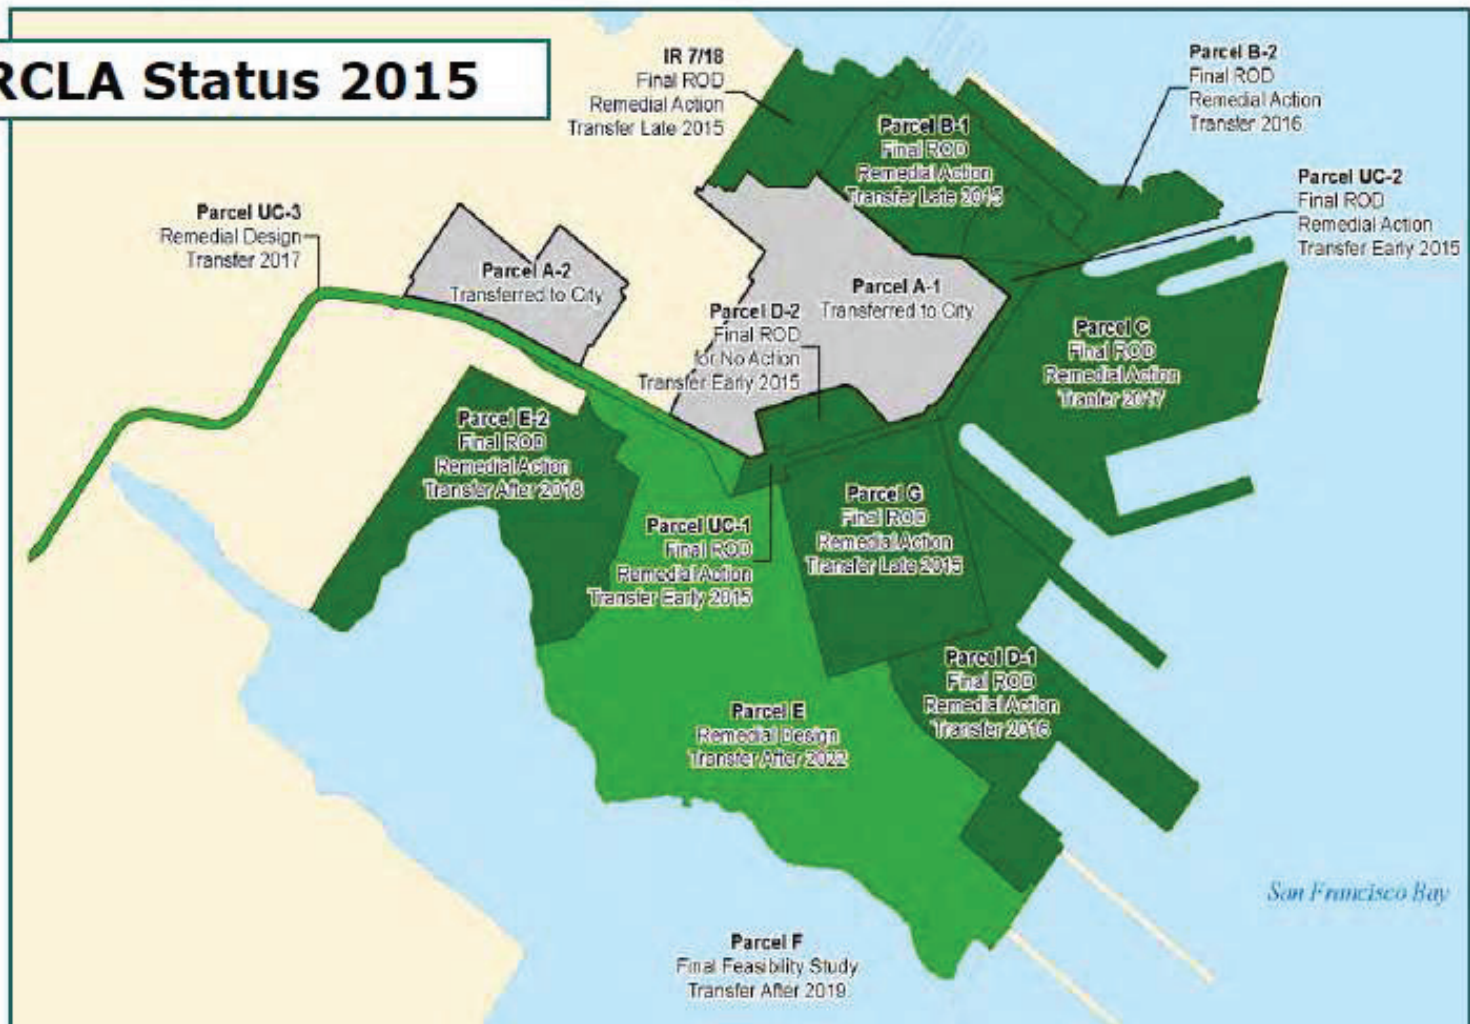 RCLA Status 2015
IR 7/18
Final ROD
Remedial Action
Transfer Late 2015
Parcel B-1
Final ROD
Remedial Action
Transfer Late 2015
Parcel B-2
Final ROD
Remedial Action
Transfer 2016
Parcel UC-2
Final ROD
Remedial Action
Transfer Early 2015
Parcel UC-3
Remedial Design
Transfer 2017
Parcel A-2
Transferred to City
Parcel A-1
Transferred to City
Parcel D-2
Final ROD
for No Action
Transfer Early 2015
Parcel C
Final ROD
Remedial Action
Tranfer 2017
Parcel E-2
Final ROD
Remedial Action
Transfer After 2018
Parcel UC-1
Final ROD
Remedial Action
Transfer Early 2015
Parcel G
Final ROD
Remedial Action
Transfer Late 2015
Parcel D-1
Final ROD
Remedial Action
Transfer 2016
Parcel E
Remedial Design
Transfer After 2022
San Francisco Bay
Parcel F
Final Feasibility Study
Transfer After 2019